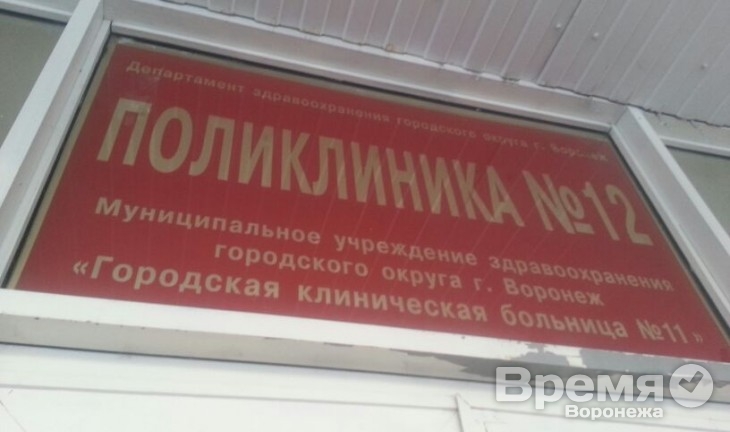 Департамент здравоохранения городского округа г. Воронеж
ПОЛИКЛИНИКА №12
Муниципальное учреждение здравоохранения
городского округа г. Воронеж
«Городская клиническая больница №11»
Время
Воронежа